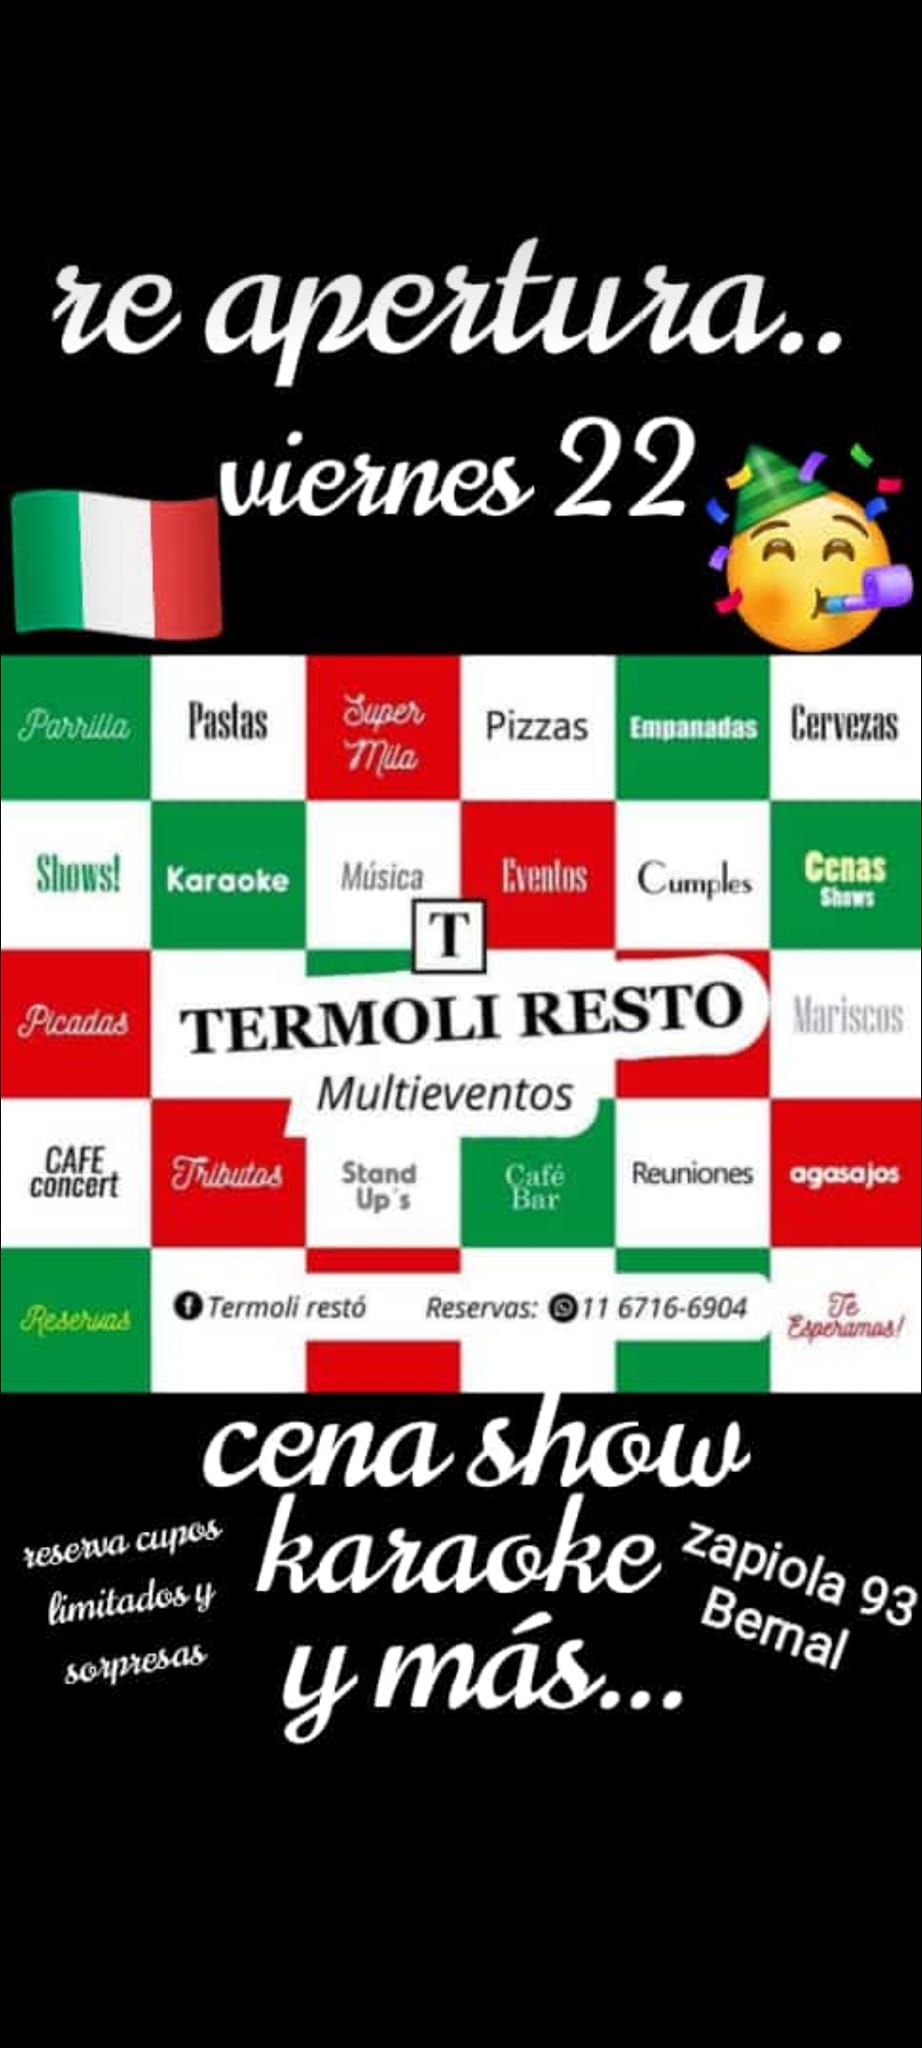 re apertura..
viernes 22
Parrilla
Pastas
Super
Mila
Pizzas
Empanadas
Cervezas
Shows!
Karaoke
Música
Eventos
Cumples
Cenas
Shows
T
Picadas
TERMOLI RESTO
Mariscos
Multieventos
CAFE
concert
Tributos
Stand
Up´s
Café
Bar
Reuniones
agasajos
Reservas
Termoli restó
Reservas: 11 6716-6904
Te
Esperamos!
cena show
karaoke
y más...
reserva cupos
limitados y
sorpresas
zapiola 93
Bernal